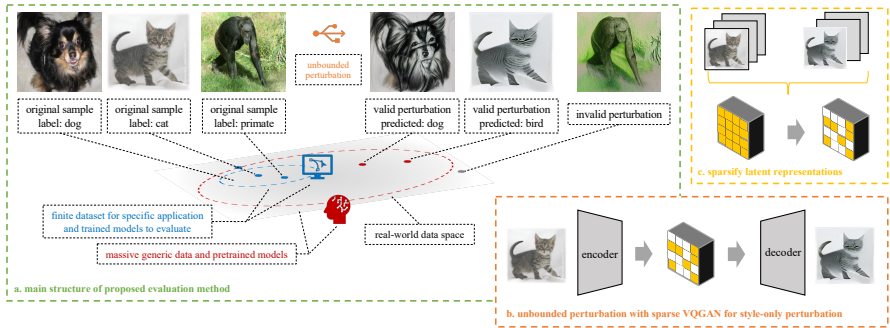 unbounded
perturbation
original sample
label: dog
original sample
label: cat
original sample
label: primate
valid perturbation
predicted: dog
valid perturbation
predicted: bird
invalid perturbation
finite dataset for specific application
and trained models to evaluate
massive generic data and pretrained models
real-world data space
a. main structure of proposed evaluation method
c. sparsify latent representations
encoder
decoder
b. unbounded perturbation with sparse VQGAN for style-only perturbation